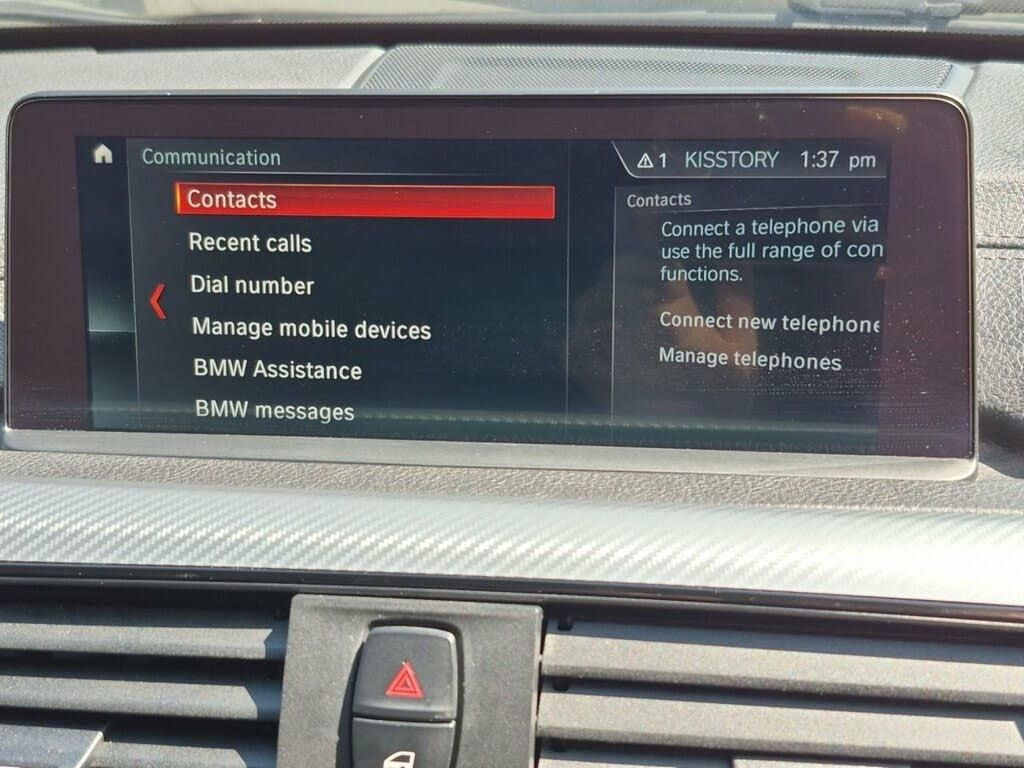 Communication
1 KISSTORY 1:37 pm
Contacts
Recent calls
Dial number
Manage mobile devices
BMW Assistance
BMW messages
Contacts
Connect a telephone via
use the full range of con
functions.
Connect new telephone
Manage telephones